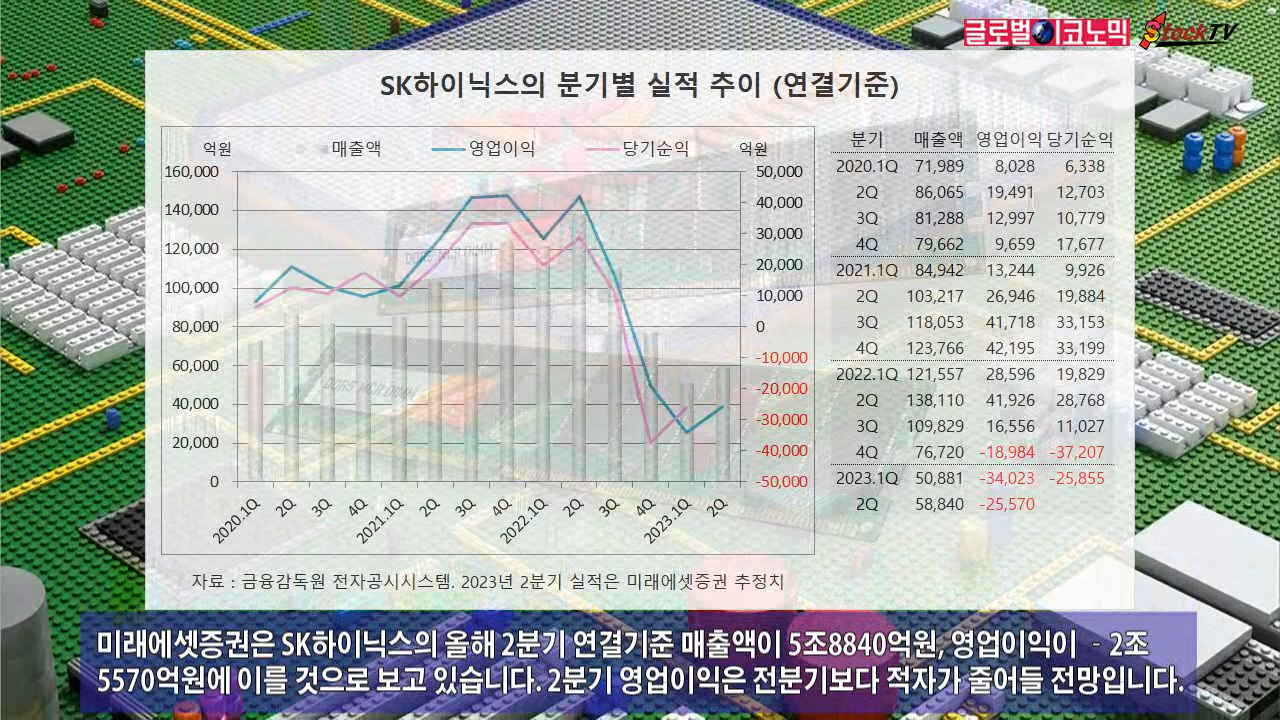 글로벌이코노믹 StockTV
SK하이닉스의 분기별 실적 추이 (연결기준)
억원 매출액 영업이익 당기순익 억원
160,000 50,000
140,000 40,000
120,000 30,000
100,000 20,000
80,000 10,000
60,000 0
40,000 -10,000
20,000 -20,000
0 -30,000
-40,000
-50,000
2020.1Q 2Q 3Q 4Q 2021.1Q 2Q 3Q 4Q 2022.1Q 2Q 3Q 4Q 2023.1Q 2Q
DDR5 MCR DIMM
DDR5 MCR DIMM
분기 매출액 영업이익 당기순익
2020.1Q 71,989 8,028 6,338
2Q 86,065 19,491 12,703
3Q 81,288 12,997 10,779
4Q 79,662 9,659 17,677
2021.1Q 84,942 13,244 9,926
2Q 103,217 26,946 19,884
3Q 118,053 41,718 33,153
4Q 123,766 42,195 33,199
2022.1Q 121,557 28,596 19,829
2Q 138,110 41,926 28,768
3Q 109,829 16,556 11,027
4Q 76,720 -18,984 -37,207
2023.1Q 50,881 -34,023 -25,855
2Q 58,840 -25,570
자료 : 금융감독원 전자공시시스템. 2023년 2분기 실적은 미래에셋증권 추정치
미래에셋증권은 SK하이닉스의 올해 2분기 연결기준 매출액이 5조8840억원, 영업이익이 -2조
5570억원에 이를 것으로 보고 있습니다. 2분기 영업이익은 전분기보다 적자가 줄어들 전망입니다.